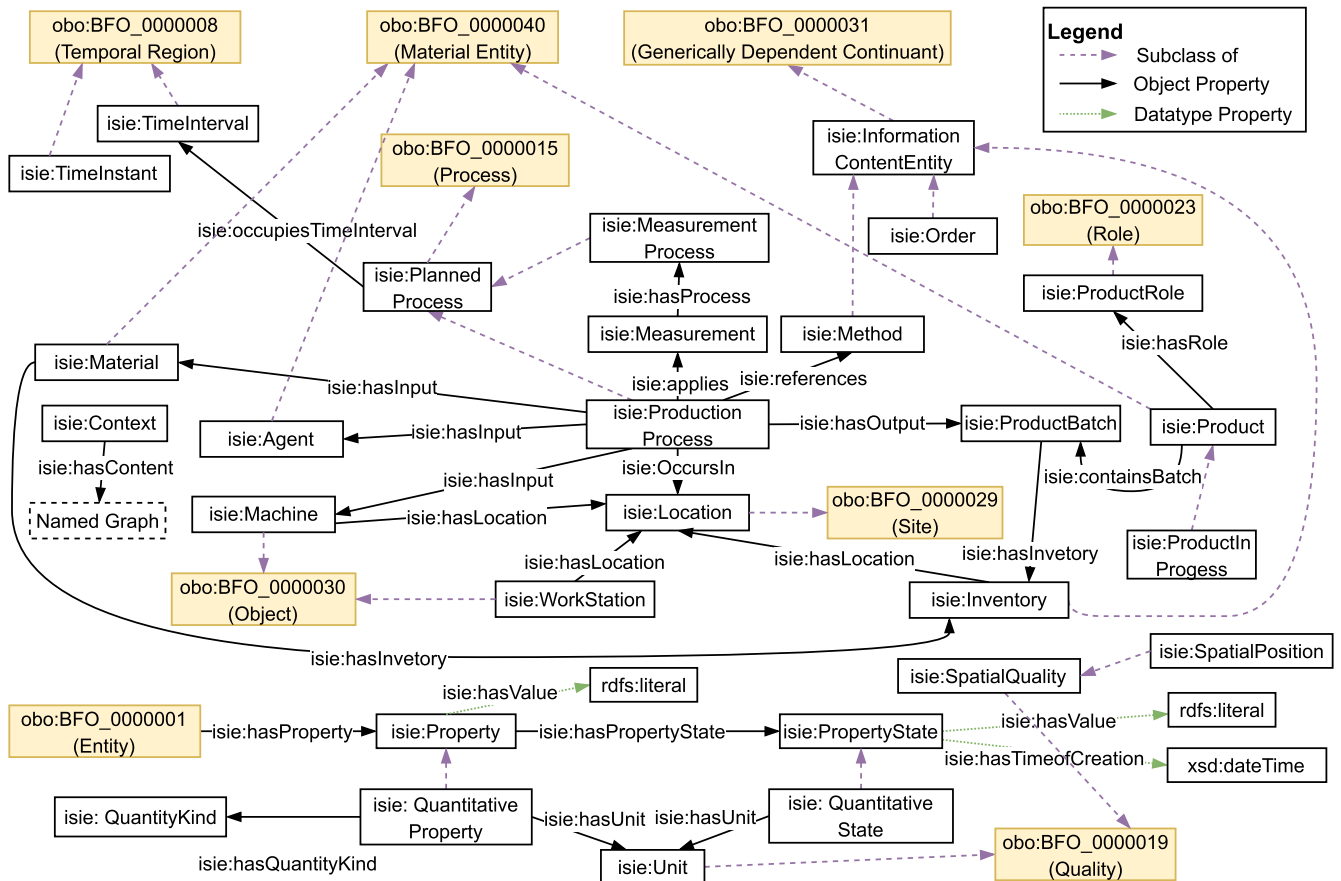 obo:BFO_0000008
(Temporal Region)
obo:BFO_0000040
(Material Entity)
obo:BFO_0000031
(Generically Dependent Continuant)
Legend
Subclass of
Object Property
Datatype Property
isie:TimeInterval
isie:TimeInstant
obo:BFO_0000015
(Process)
isie:Information
ContentEntity
isie:occupiesTimeInterval
isie:Measurement
Process
isie:Order
obo:BFO_0000023
(Role)
isie:Planned
Process
isie:hasProcess
isie:ProductRole
isie:Measurement
isie:Method
isie:hasRole
isie:Material
isie:hasInput
isie:applies
isie:references
isie:Context
isie:hasContent
Named Graph
isie:Agent
isie:hasInput
isie:Production
Process
isie:hasOutput
isie:ProductBatch
isie:Product
isie:containsBatch
isie:OccursIn
isie:hasInput
isie:Machine
isie:hasLocation
isie:Location
obo:BFO_0000029
(Site)
isie:ProductIn
Progess
isie:hasLocation
isie:hasLocation
isie:hasInvetory
obo:BFO_0000030
(Object)
isie:WorkStation
isie:Inventory
isie:hasInvetory
isie:SpatialPosition
isie:SpatialQuality
isie:hasValue
rdfs:literal
obo:BFO_0000001
(Entity)
isie:hasProperty
isie:Property
isie:hasPropertyState
isie:PropertyState
isie:hasValue
rdfs:literal
isie:hasTimeofCreation
xsd:dateTime
isie: QuantityKind
isie: Quantitative
Property
isie:hasUnit
isie:hasUnit
isie: Quantitative
State
isie:hasQuantityKind
isie:Unit
obo:BFO_0000019
(Quality)